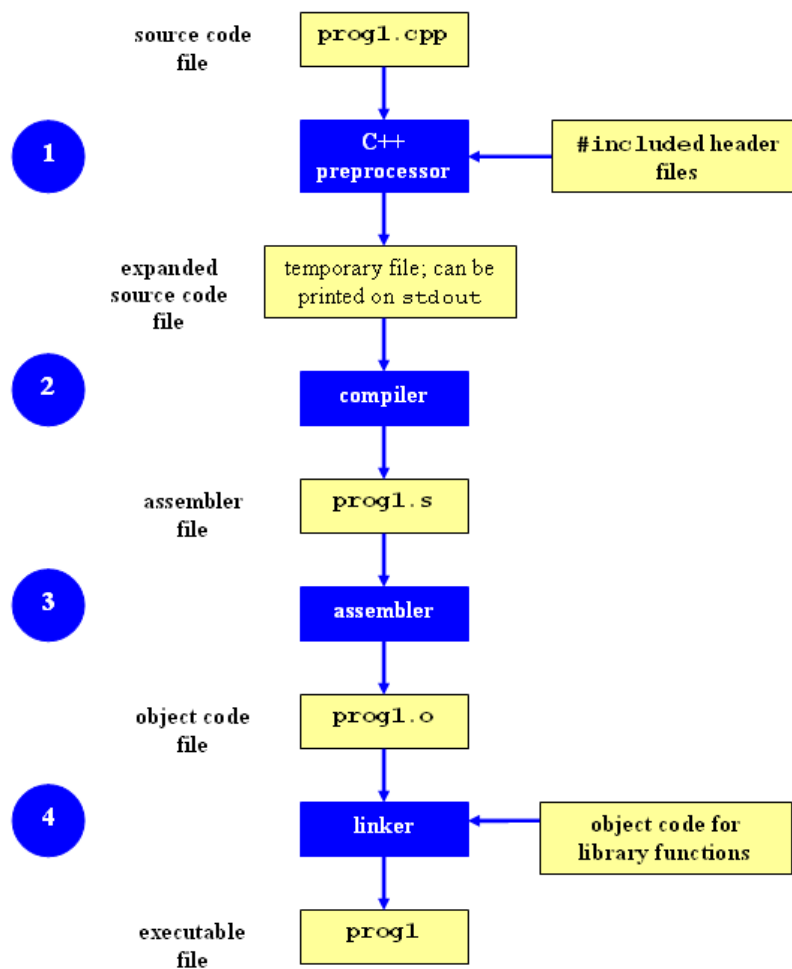 source code
file
prog1.cpp
1
C++
preprocessor
#included header
files
expanded
source code
file
temporary file; can be
printed on stdout
2
compiler
assembler
file
prog1.s
3
assembler
object code
file
prog1.o
4
linker
object code for
library functions
executable
file
prog1